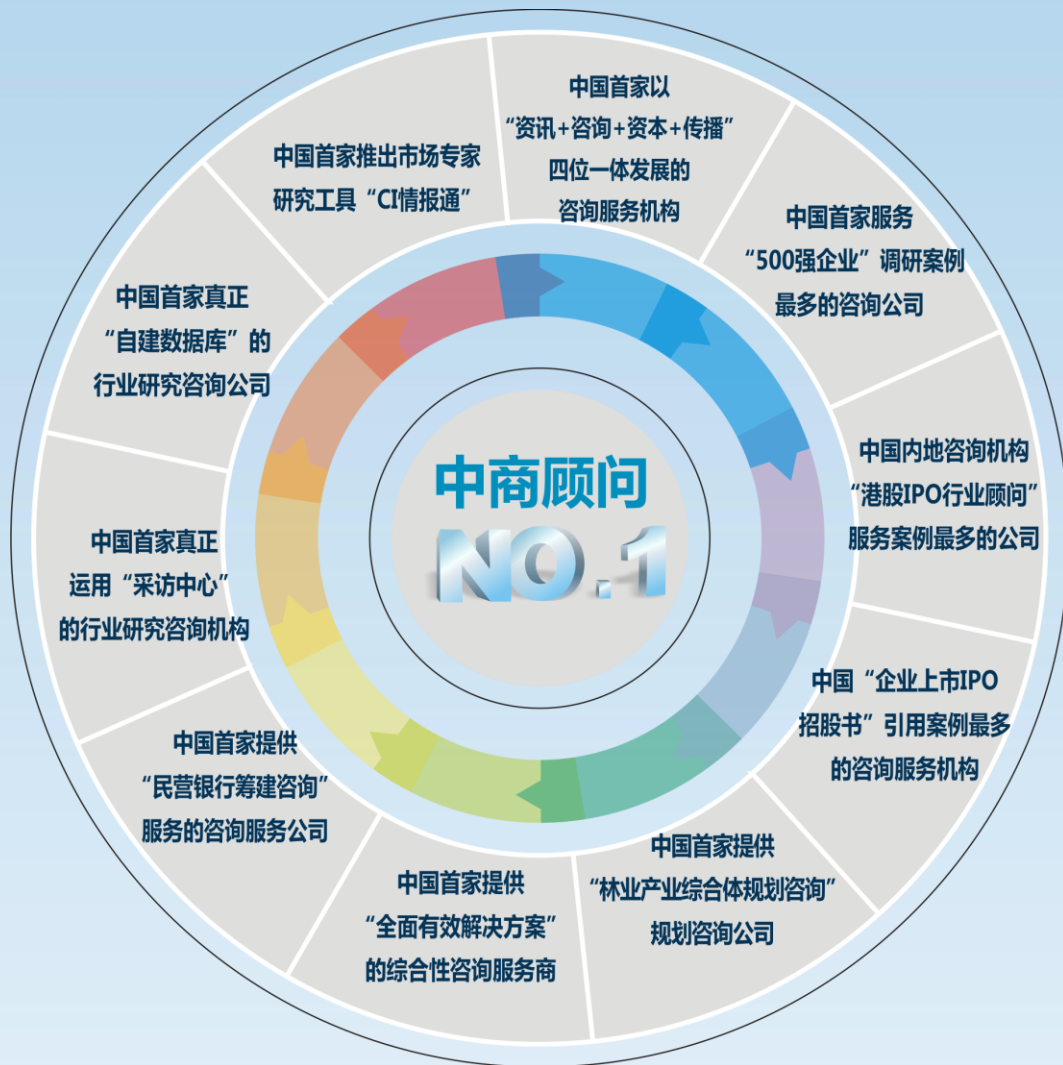 中国首家以
“资讯+咨询+资本+传播”
四位一体发展的
咨询服务机构
中国首家服务
“500强企业”调研案例
最多的咨询公司
中国内地咨询机构
“港股IPO行业顾问”
服务案例最多的公司
中国“企业上市IPO
招股书”引用案例最多
的咨询服务机构
中国首家提供
“林业产业综合体规划咨询”
规划咨询公司
中国首家提供
“全面有效解决方案”
的综合性咨询服务商
中国首家提供
“民营银行筹建咨询”
服务的咨询服务公司
中国首家真正
运用“采访中心”
的行业研究咨询机构
中国首家真正
“自建数据库”的
行业研究咨询公司
中国首家推出市场专家
研究工具“CI情报通”
中商顾问
NO.1